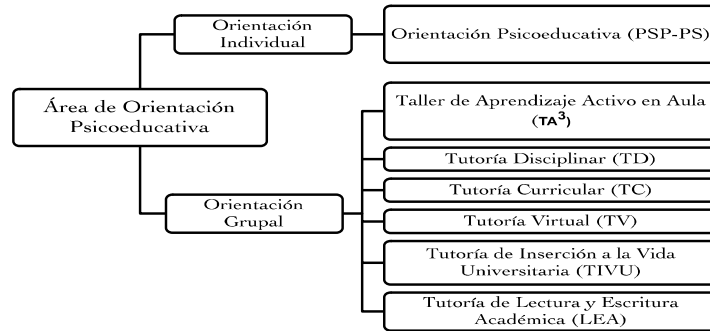 Orientación
Individual
Orientación Psicoeducativa (PSP-PS)
Área de Orientación
Psicoeducativa
Taller de Aprendizaje Activo en Aula
(TA³)
Tutoría Disciplinar (TD)
Tutoría Curricular (TC)
Orientación
Grupal
Tutoría Virtual (TV)
Tutoría de Inserción a la Vida
Universitaria (TIVU)
Tutoría de Lectura y Escritura
Académica (LEA)